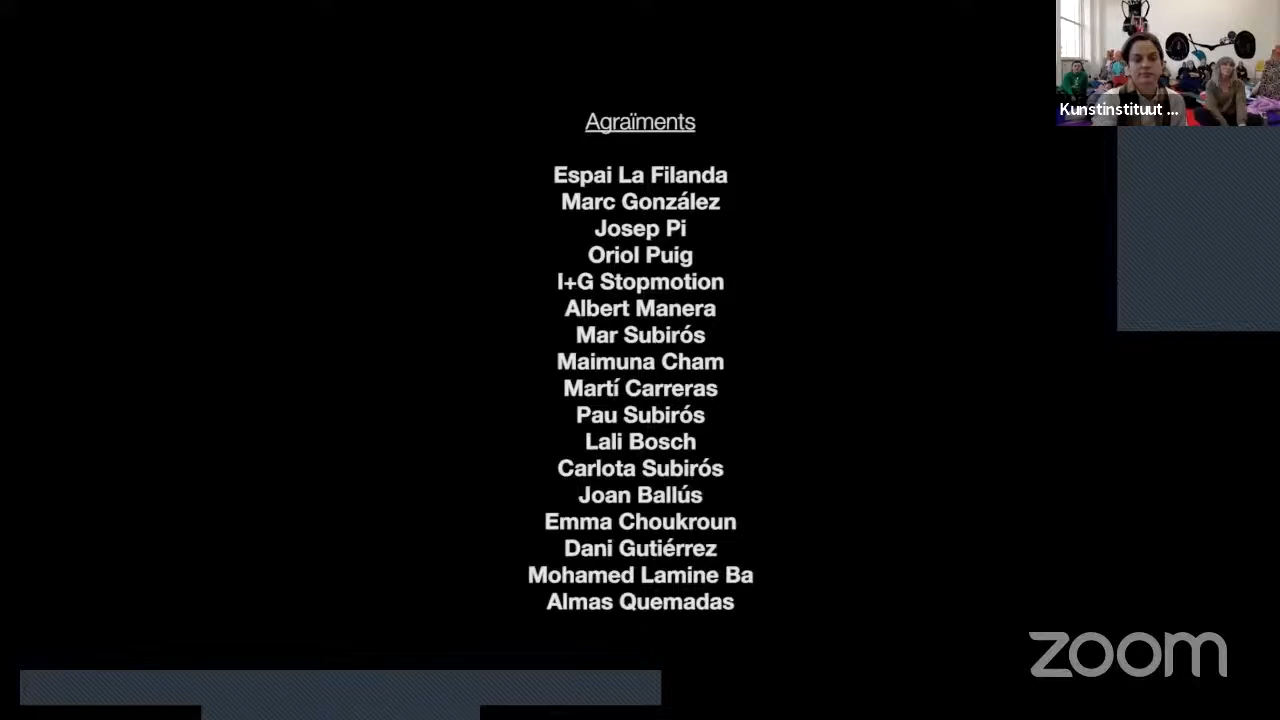 Agraïments
Espai La Filanda
Marc González
Josep Pi
Oriol Puig
I+G Stopmotion
Albert Manera
Mar Subirós
Maimuna Cham
Martí Carreras
Pau Subirós
Lali Bosch
Carlota Subirós
Joan Ballús
Emma Choukroun
Dani Gutiérrez
Mohamed Lamine Ba
Almas Quemadas
Kunstinstituut ...
zoom